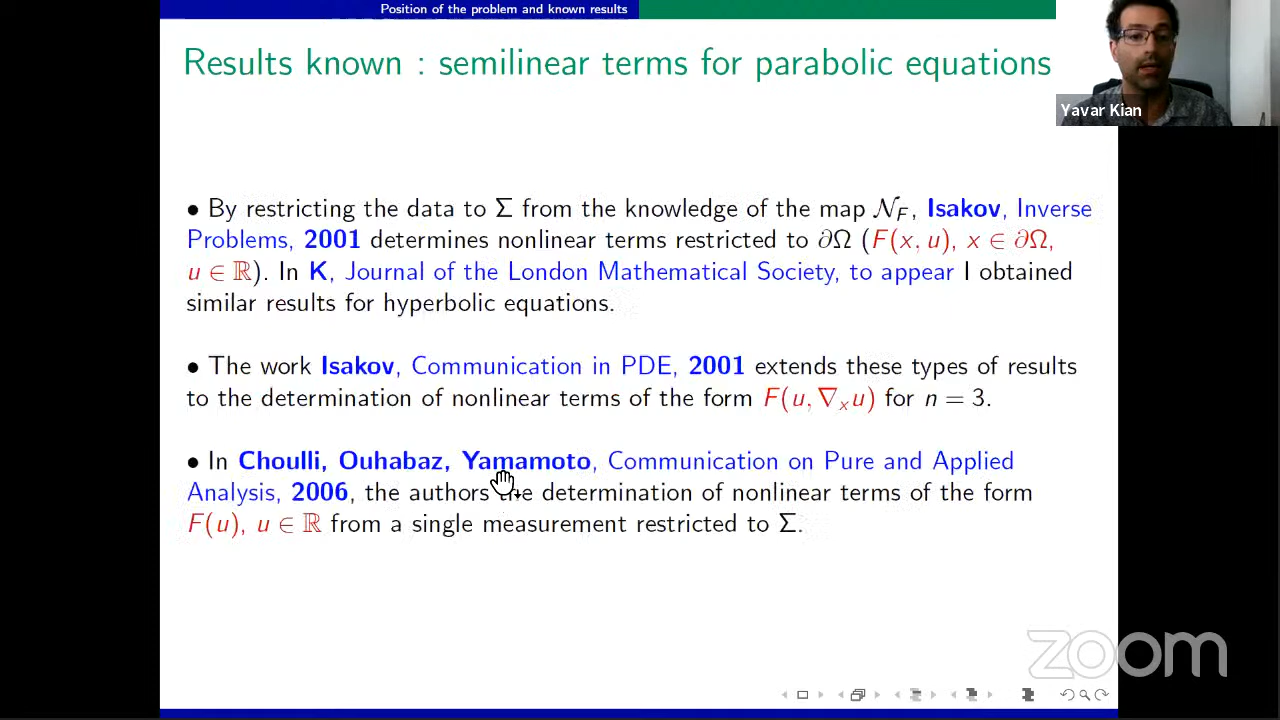 Position of the problem and known results
Results known : semilinear terms for parabolic equations
Yavar Kian
• By restricting the data to Σ from the knowledge of the map 𝒩_F, Isakov, Inverse
Problems, 2001 determines nonlinear terms restricted to ∂Ω (F(x, u), x ∈ ∂Ω,
u ∈ ℝ). In K, Journal of the London Mathematical Society, to appear I obtained
similar results for hyperbolic equations.
• The work Isakov, Communication in PDE, 2001 extends these types of results
to the determination of nonlinear terms of the form F(u, ∇ₓu) for n = 3.
• In Choulli, Ouhabaz, Yamamoto, Communication on Pure and Applied
Analysis, 2006, the authors the determination of nonlinear terms of the form
F(u), u ∈ ℝ from a single measurement restricted to Σ.
zoom